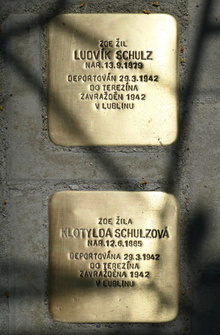 ZDE ŽIL
LUDVÍK SCHULZ
NAR. 13.9.1879
DEPORTOVÁN 29.3.1942
DO TEREZÍNA
ZAVRAŽDĚN 1942
V LUBLINU
ZDE ŽILA
KLOTYLDA SCHULZOVÁ
NAR. 12.6.1885
DEPORTOVÁNA 29.3.1942
DO TEREZÍNA
ZAVRAŽDĚNA 1942
V LUBLINU